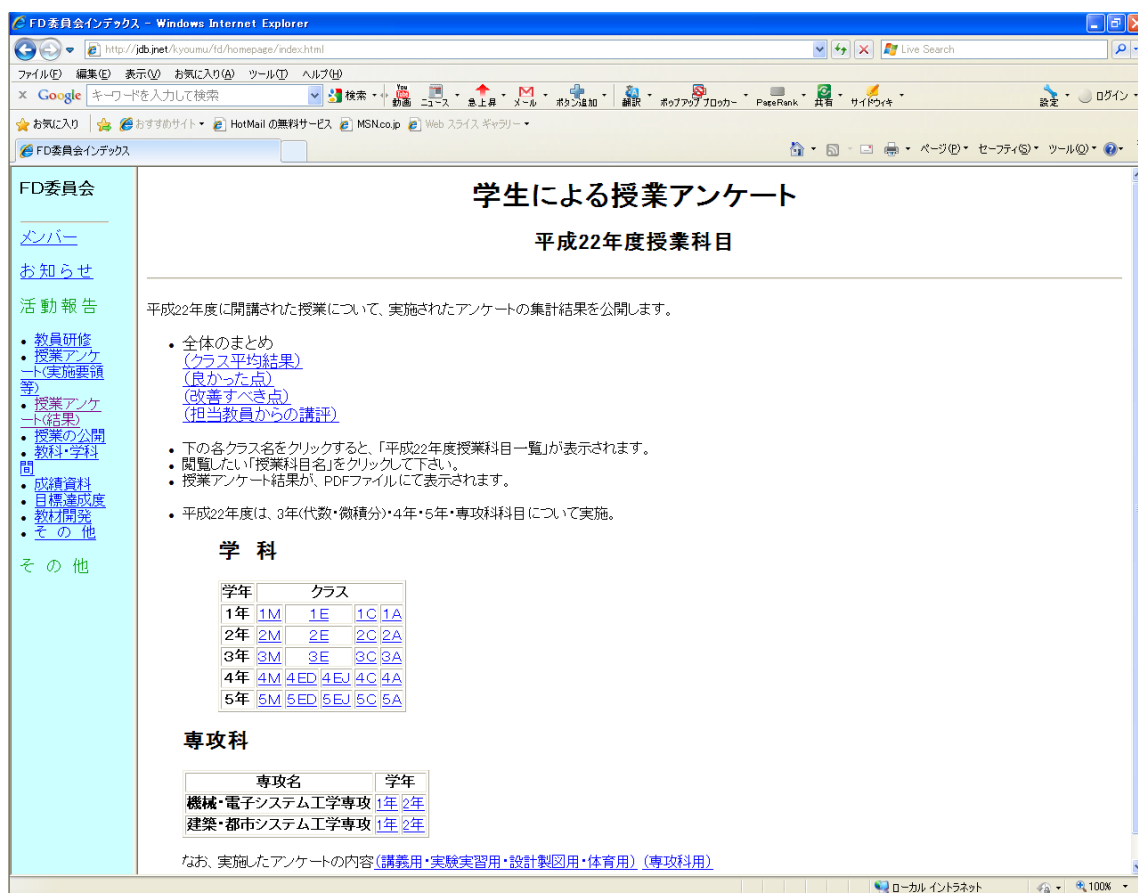 FD委員会インデックス - Windows Internet Explorer
http://jdb.jnet/kyoumu/fd/homepage/index.html
Live Search
ファイル(F) 編集(E) 表示(V) お気に入り(A) ツール(T) ヘルプ(H)
× Google キーワードを入力して検索 検索 動画 ニュース 急上昇 メール ボタン追加 翻訳 ポップアップブロッカー PageRank 共有 サイドウィキ 設定 ログイン
お気に入り おすすめサイト HotMail の無料サービス MSN.co.jp Web スライス ギャラリー
FD委員会インデックス ページ(P) セーフティ(S) ツール(O)
FD委員会
メンバー
お知らせ
活動報告
• 教員研修
• 授業アンケ
ート(実施要領
等)
• 授業アンケ
ート(結果)
• 授業の公開
• 教科・学科
間
• 成績資料
• 目標達成度
• 教材開発
• そ の 他
そ の 他
学生による授業アンケート
平成22年度授業科目
平成22年度に開講された授業について、実施されたアンケートの集計結果を公開します。
• 全体のまとめ
(クラス平均結果)
(良かった点)
(改善すべき点)
(担当教員からの講評)
• 下の各クラス名をクリックすると、「平成22年度授業科目一覧」が表示されます。
• 閲覧したい「授業科目名」をクリックして下さい。
• 授業アンケート結果が、PDFファイルにて表示されます。
• 平成22年度は、3年(代数・微積分)・4年・5年・専攻科科目について実施。
学 科
学年 クラス
1年 1M 1E 1C 1A
2年 2M 2E 2C 2A
3年 3M 3E 3C 3A
4年 4M 4ED 4EJ 4C 4A
5年 5M 5ED 5EJ 5C 5A
専攻科
専攻名 学年
機械・電子システム工学専攻 1年 2年
建築・都市システム工学専攻 1年 2年
なお、実施したアンケートの内容(講義用・実験実習用・設計製図用・体育用) (専攻科用)
ローカル イントラネット 100%